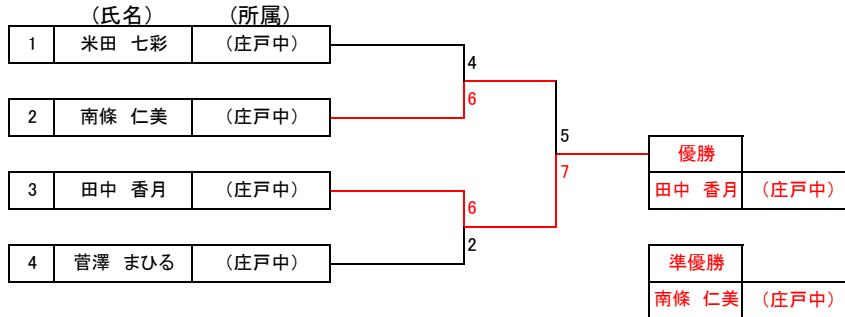 （氏名） （所属）
1 米田 七彩 （庄戸中）
4
6
2 南條 仁美 （庄戸中）
5
7
優勝
田中 香月 （庄戸中）
3 田中 香月 （庄戸中）
6
2
4 菅澤 まひる （庄戸中）
準優勝
南條 仁美 （庄戸中）